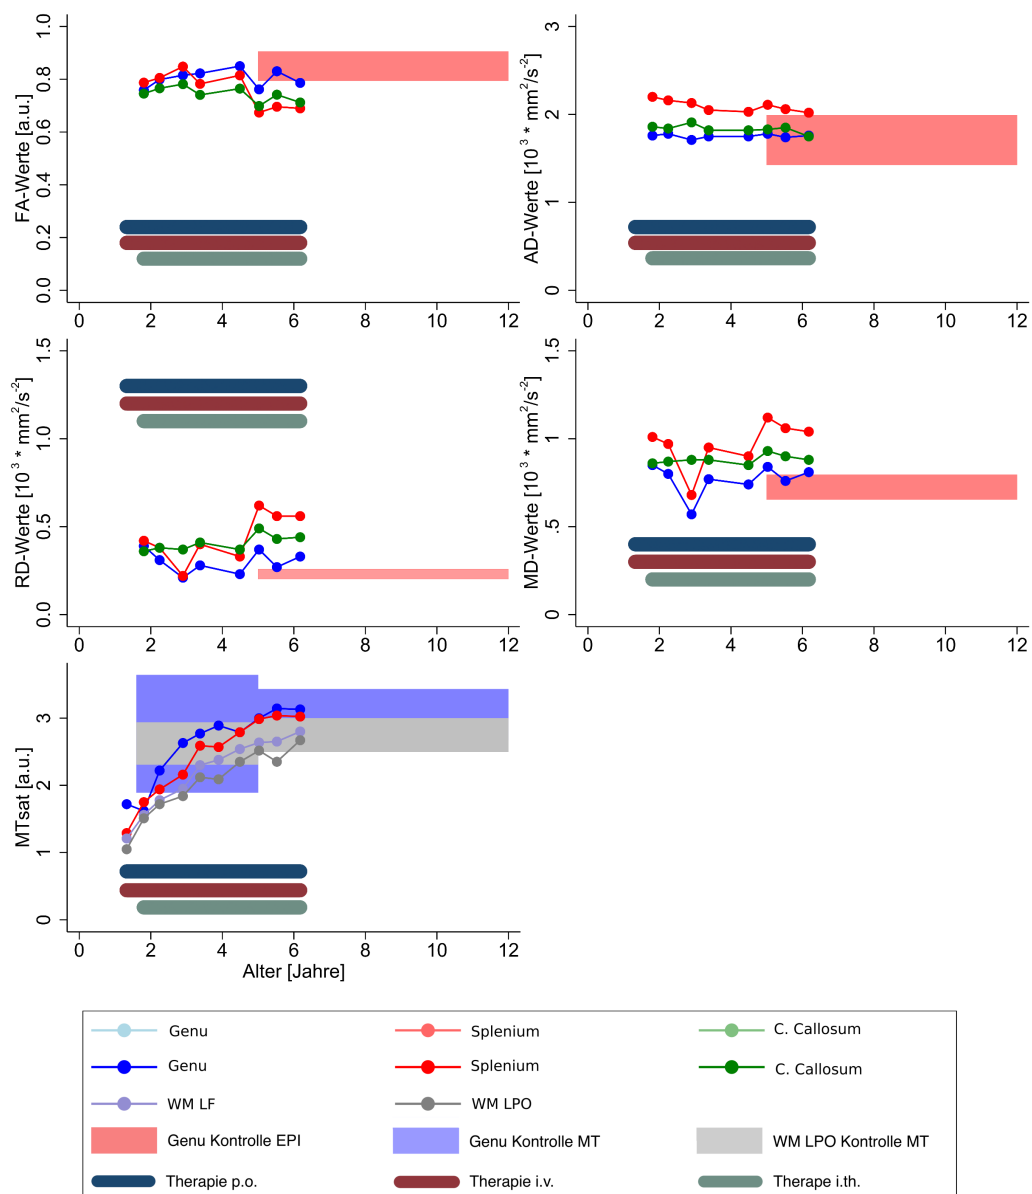 FA-Werte [a.u.]
0.0 0.2 0.4 0.6 0.8 1.0
0 2 4 6 8 10 12
AD-Werte [10³ * mm²/s⁻²]
0 1 2 3
0 2 4 6 8 10 12
RD-Werte [10³ * mm²/s⁻²]
0.0 0.5 1.0 1.5
0 2 4 6 8 10 12
MD-Werte [10³ * mm²/s⁻²]
0 .5 1 1.5
0 2 4 6 8 10 12
MTsat [a.u.]
0 1 2 3
0 2 4 6 8 10 12
Alter [Jahre]
Genu Splenium C. Callosum
Genu Splenium C. Callosum
WM LF WM LPO
Genu Kontrolle EPI Genu Kontrolle MT WM LPO Kontrolle MT
Therapie p.o. Therapie i.v. Therape i.th.